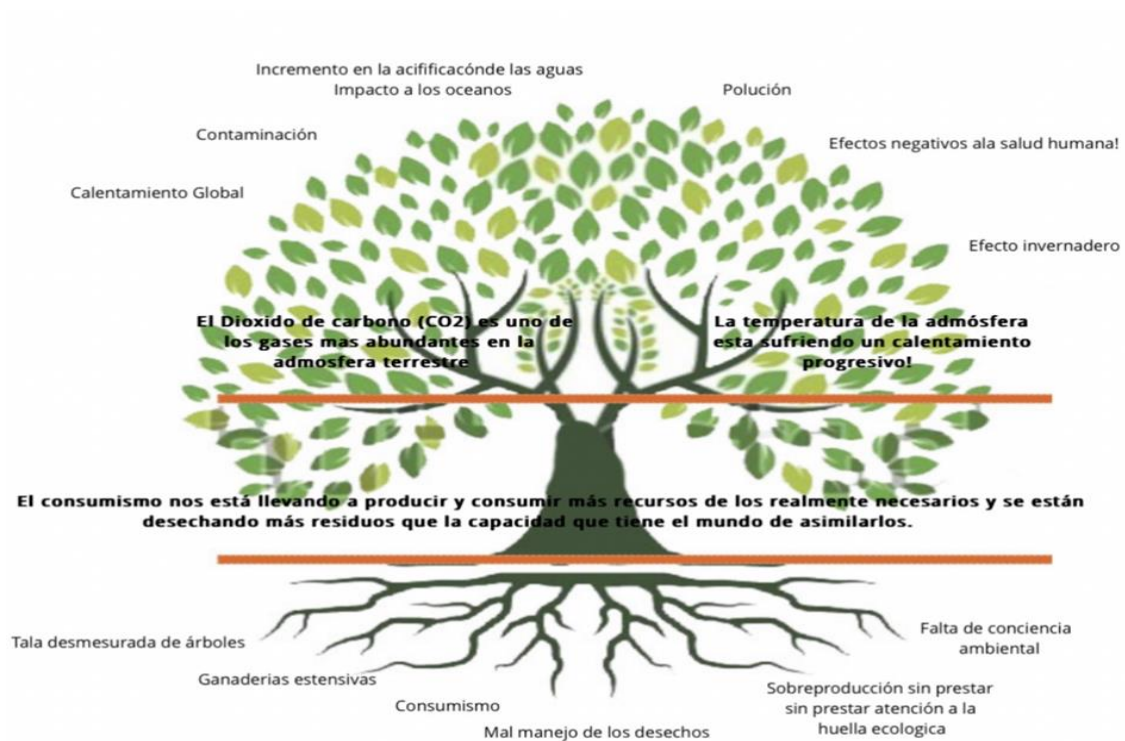 Incremento en la acifificacónde las aguas
Impacto a los oceanos
Polución
Contaminación
Efectos negativos ala salud humana!
Calentamiento Global
Efecto invernadero
El Dioxido de carbono (CO2) es uno de
los gases mas abundantes en la
admosfera terrestre
La temperatura de la admósfera
esta sufriendo un calentamiento
progresivo!
El consumismo nos está llevando a producir y consumir más recursos de los realmente necesarios y se están
desechando más residuos que la capacidad que tiene el mundo de asimilarlos.
Tala desmesurada de árboles
Falta de conciencia
ambiental
Ganaderias estensivas
Consumismo
Mal manejo de los desechos
Sobreproducción sin prestar
sin prestar atención a la
huella ecologica